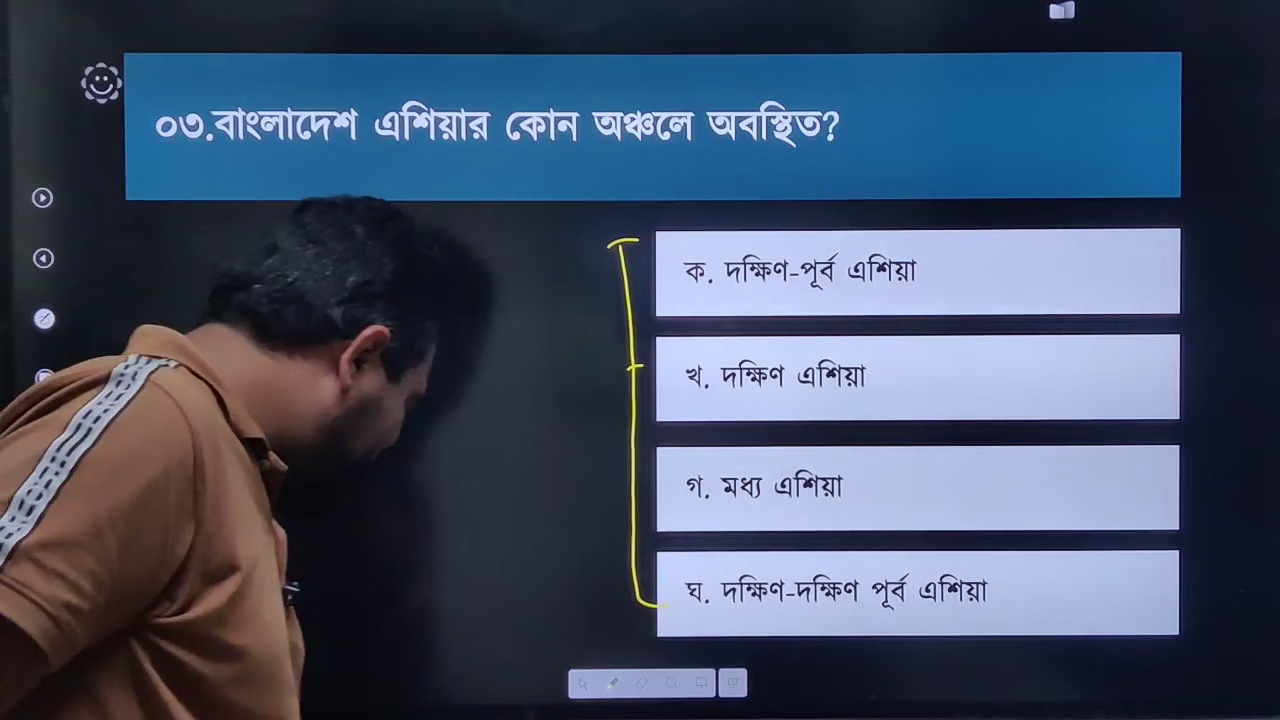 ০৩.বাংলাদেশ এশিয়ার কোন অঞ্চলে অবস্থিত?
ক. দক্ষিণ-পূর্ব এশিয়া
খ. দক্ষিণ এশিয়া
গ. মধ্য এশিয়া
ঘ. দক্ষিণ-দক্ষিণ পূর্ব এশিয়া